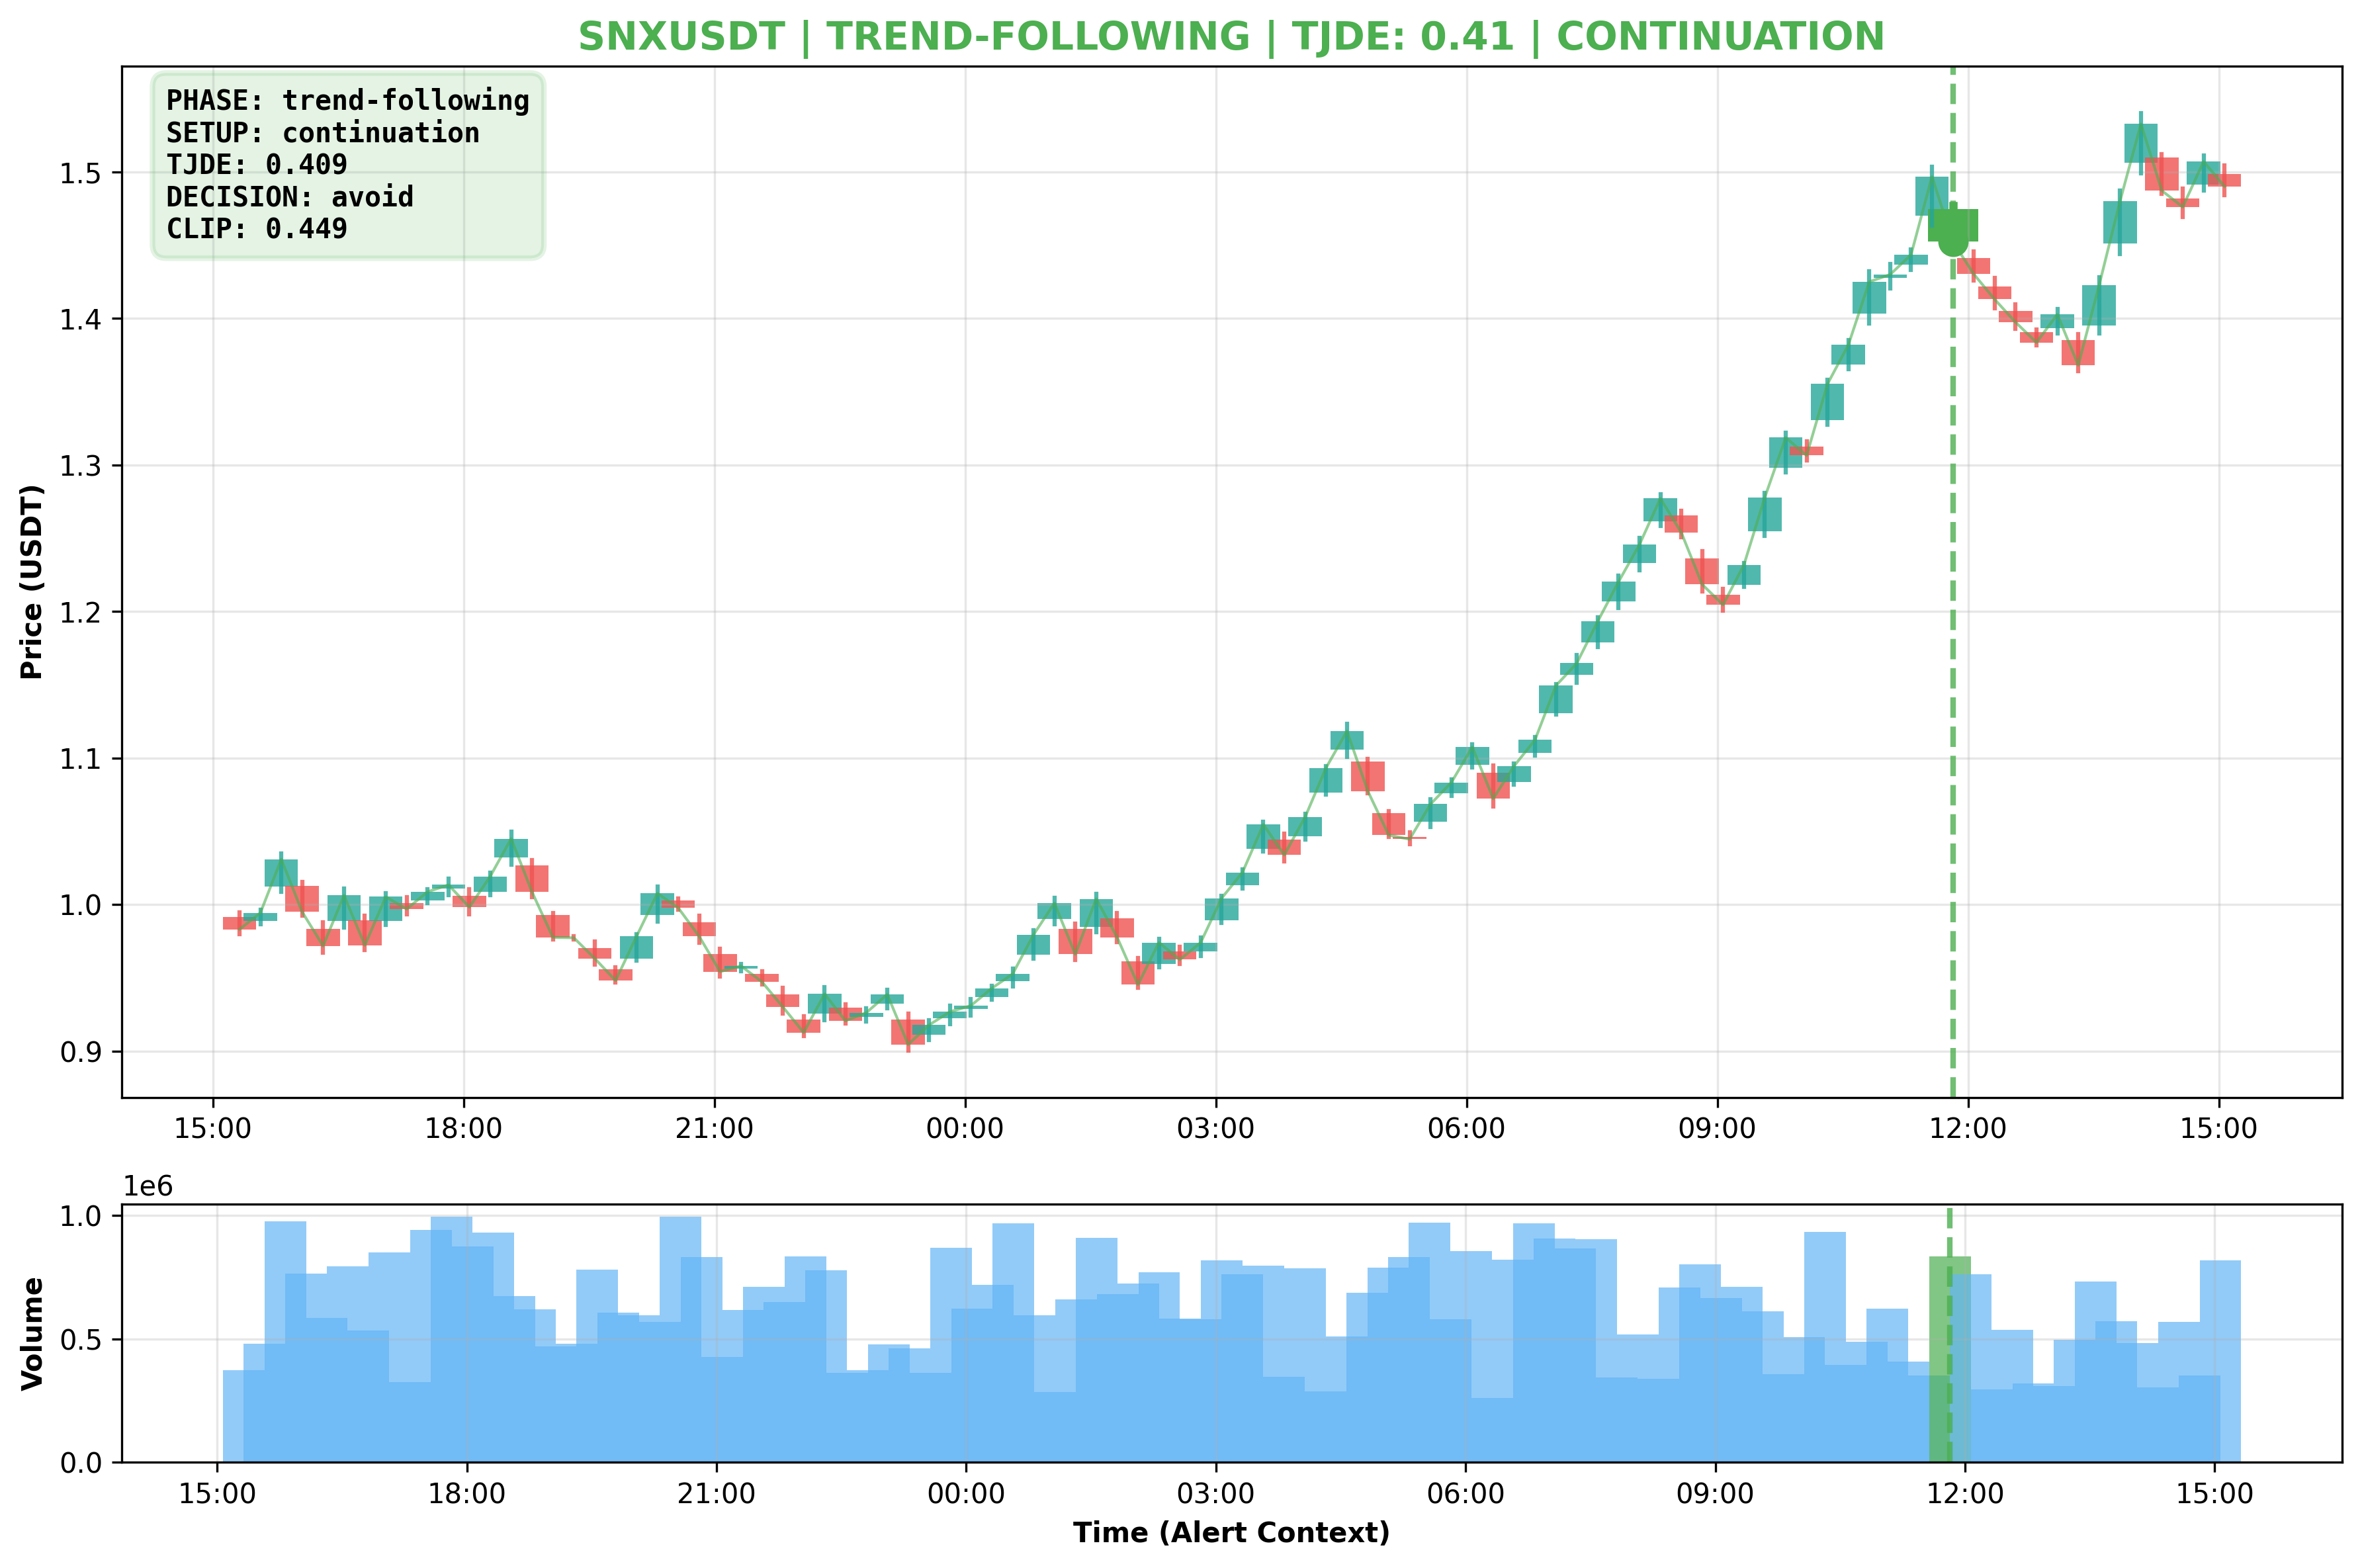 SNXUSDT | TREND-FOLLOWING | TJDE: 0.41 | CONTINUATION
PHASE: trend-following
SETUP: continuation
TJDE: 0.409
DECISION: avoid
CLIP: 0.449
Price (USDT)
1.5
1.4
1.3
1.2
1.1
1.0
0.9
15:00 18:00 21:00 00:00 03:00 06:00 09:00 12:00 15:00
1e6
Volume
1.0
0.5
0.0
15:00 18:00 21:00 00:00 03:00 06:00 09:00 12:00 15:00
Time (Alert Context)